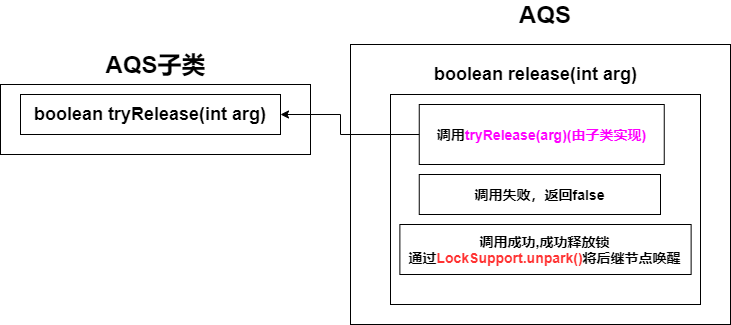 AQS
AQS子类
boolean release(int arg)
boolean tryRelease(int arg)
调用tryRelease(arg)(由子类实现)
调用失败，返回false
调用成功,成功释放锁
通过LockSupport.unpark()将后继节点唤醒